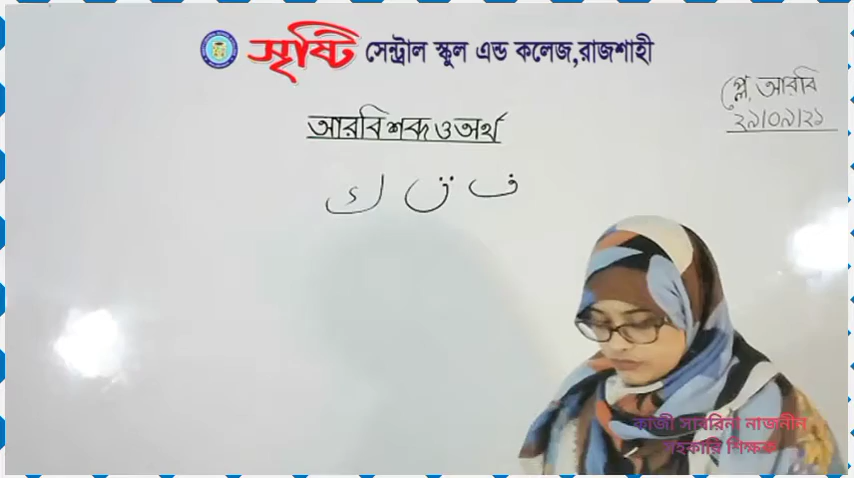 সৃষ্টি সেন্ট্রাল স্কুল এন্ড কলেজ,রাজশাহী
প্লে, আরবি
২৯/০৯/২১
আরবি শব্দ ও অর্থ
ف ق ك
কাজী সাবরিনা নাজনীন
সহকারি শিক্ষক